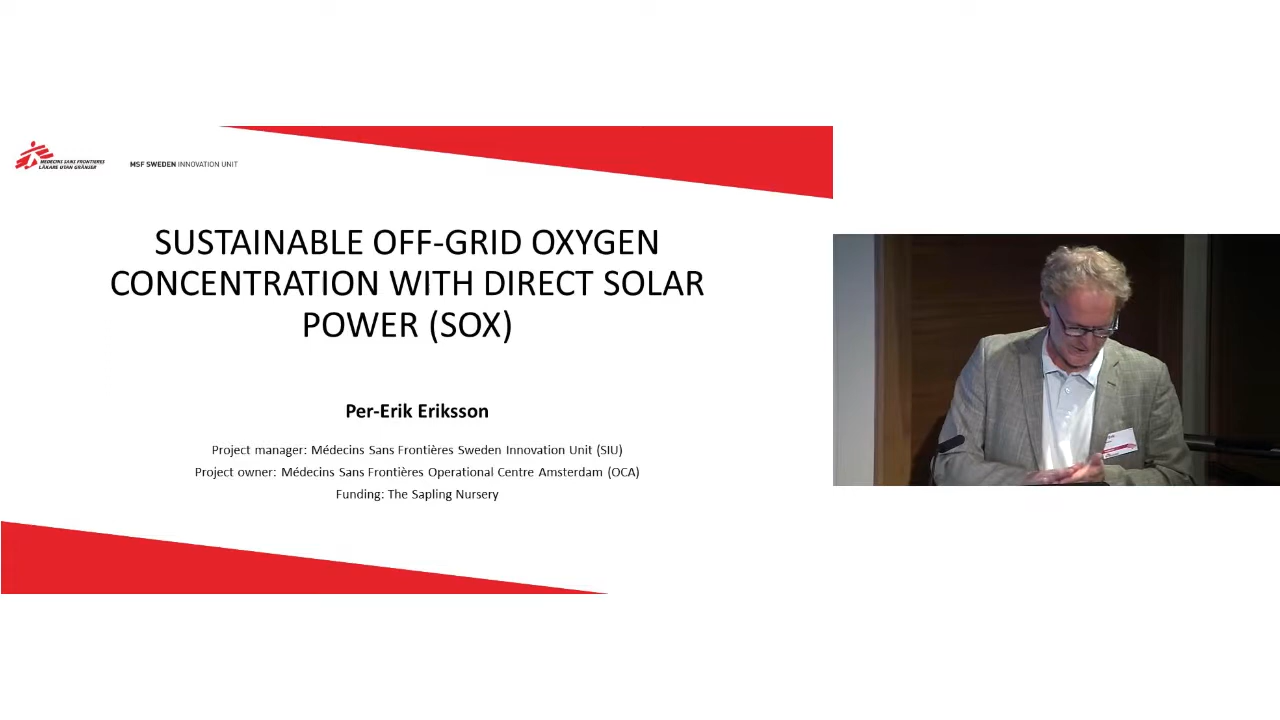 MEDECINS SANS FRONTIERES
LÄKARE UTAN GRÄNSER
MSF SWEDEN INNOVATION UNIT
SUSTAINABLE OFF-GRID OXYGEN
CONCENTRATION WITH DIRECT SOLAR
POWER (SOX)
Per-Erik Eriksson
Project manager: Médecins Sans Frontières Sweden Innovation Unit (SIU)
Project owner: Médecins Sans Frontières Operational Centre Amsterdam (OCA)
Funding: The Sapling Nursery